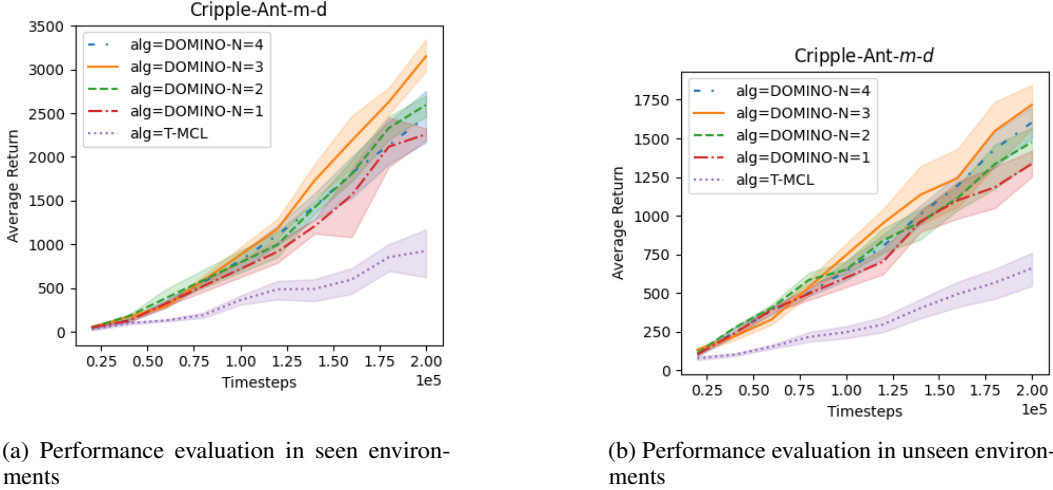 Cripple-Ant-m-d
3500
3000
2500
2000
1500
1000
500
0
Average Return
alg=DOMINO-N=4
alg=DOMINO-N=3
alg=DOMINO-N=2
alg=DOMINO-N=1
alg=T-MCL
0.25 0.50 0.75 1.00 1.25 1.50 1.75 2.00
Timesteps
1e5
(a) Performance evaluation in seen environ-
ments
Cripple-Ant-m-d
1750
1500
1250
1000
750
500
250
0
Average Return
alg=DOMINO-N=4
alg=DOMINO-N=3
alg=DOMINO-N=2
alg=DOMINO-N=1
alg=T-MCL
0.25 0.50 0.75 1.00 1.25 1.50 1.75 2.00
Timesteps
1e5
(b) Performance evaluation in unseen environ-
ments